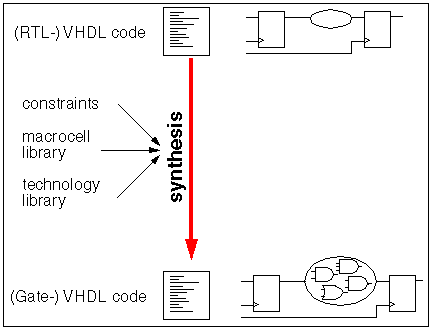 (RTL-) VHDL code
constraints
macrocell
library
technology
library
synthesis
(Gate-) VHDL code